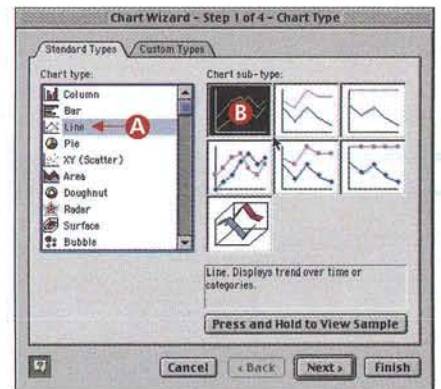 Chart Wizard - Step 1 of 4 - Chart Type
Standard Types
Custom Types
Chart type:
Column
Bar
Line
A
Pie
XY (Scatter)
Area
Doughnut
Radar
Surface
Bubble
Chart sub-type:
B
Line. Displays trend over time or
categories.
Press and Hold to View Sample
?
Cancel
< Back
Next >
Finish